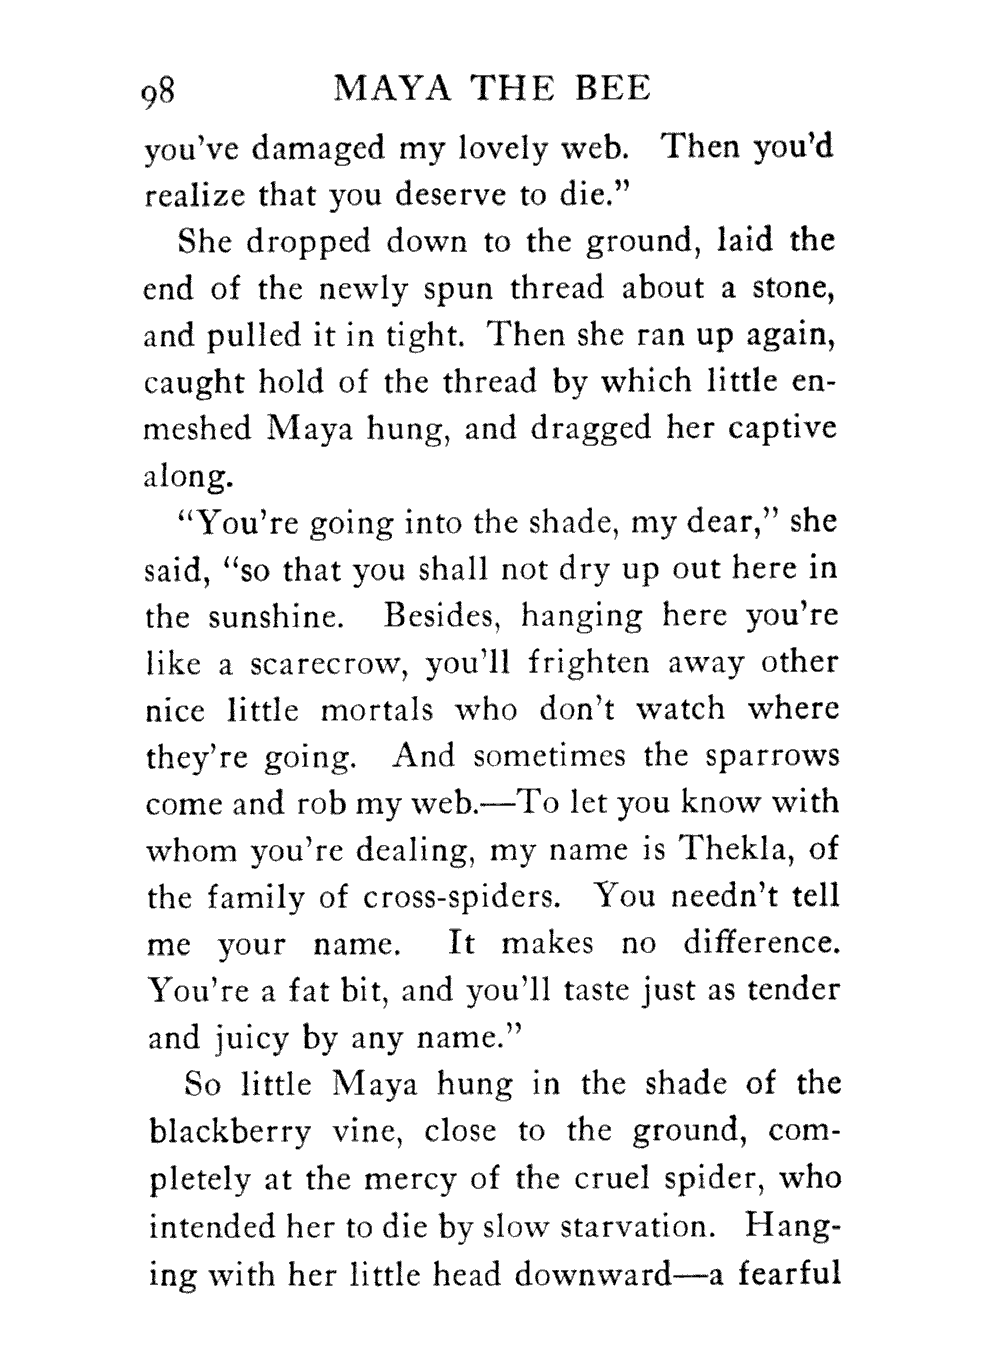 98 MAYA THE BEE
you've damaged my lovely web. Then you'd
realize that you deserve to die."
She dropped down to the ground, laid the
end of the newly spun thread about a stone,
and pulled it in tight. Then she ran up again,
caught hold of the thread by which little en-
meshed Maya hung, and dragged her captive
along.
"You're going into the shade, my dear," she
said, "so that you shall not dry up out here in
the sunshine. Besides, hanging here you're
like a scarecrow, you'll frighten away other
nice little mortals who don't watch where
they're going. And sometimes the sparrows
come and rob my web.—To let you know with
whom you're dealing, my name is Thekla, of
the family of cross-spiders. You needn't tell
me your name. It makes no difference.
You're a fat bit, and you'll taste just as tender
and juicy by any name."
So little Maya hung in the shade of the
blackberry vine, close to the ground, com-
pletely at the mercy of the cruel spider, who
intended her to die by slow starvation. Hang-
ing with her little head downward—a fearful